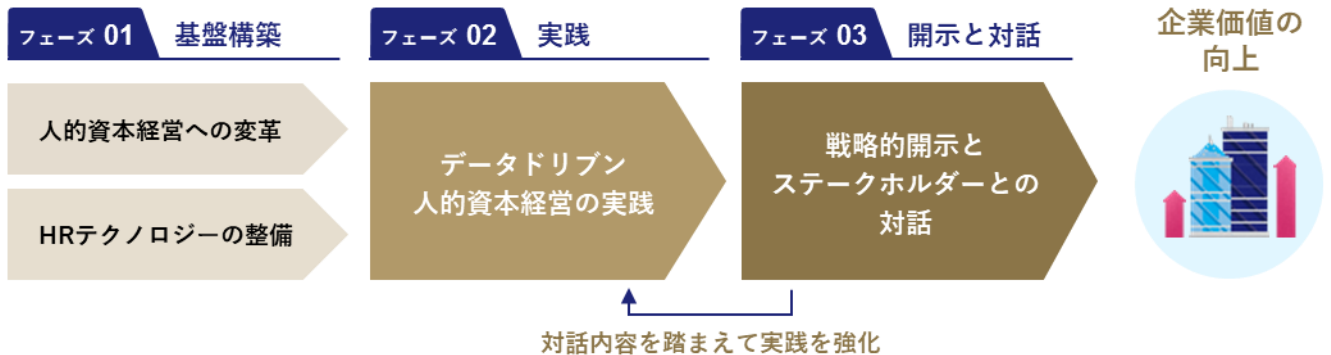 フェーズ 01 基盤構築
フェーズ 02 実践
フェーズ 03 開示と対話
企業価値の
向上
人的資本経営への変革
HRテクノロジーの整備
データドリブン
人的資本経営の実践
戦略的開示と
ステークホルダーとの
対話
対話内容を踏まえて実践を強化